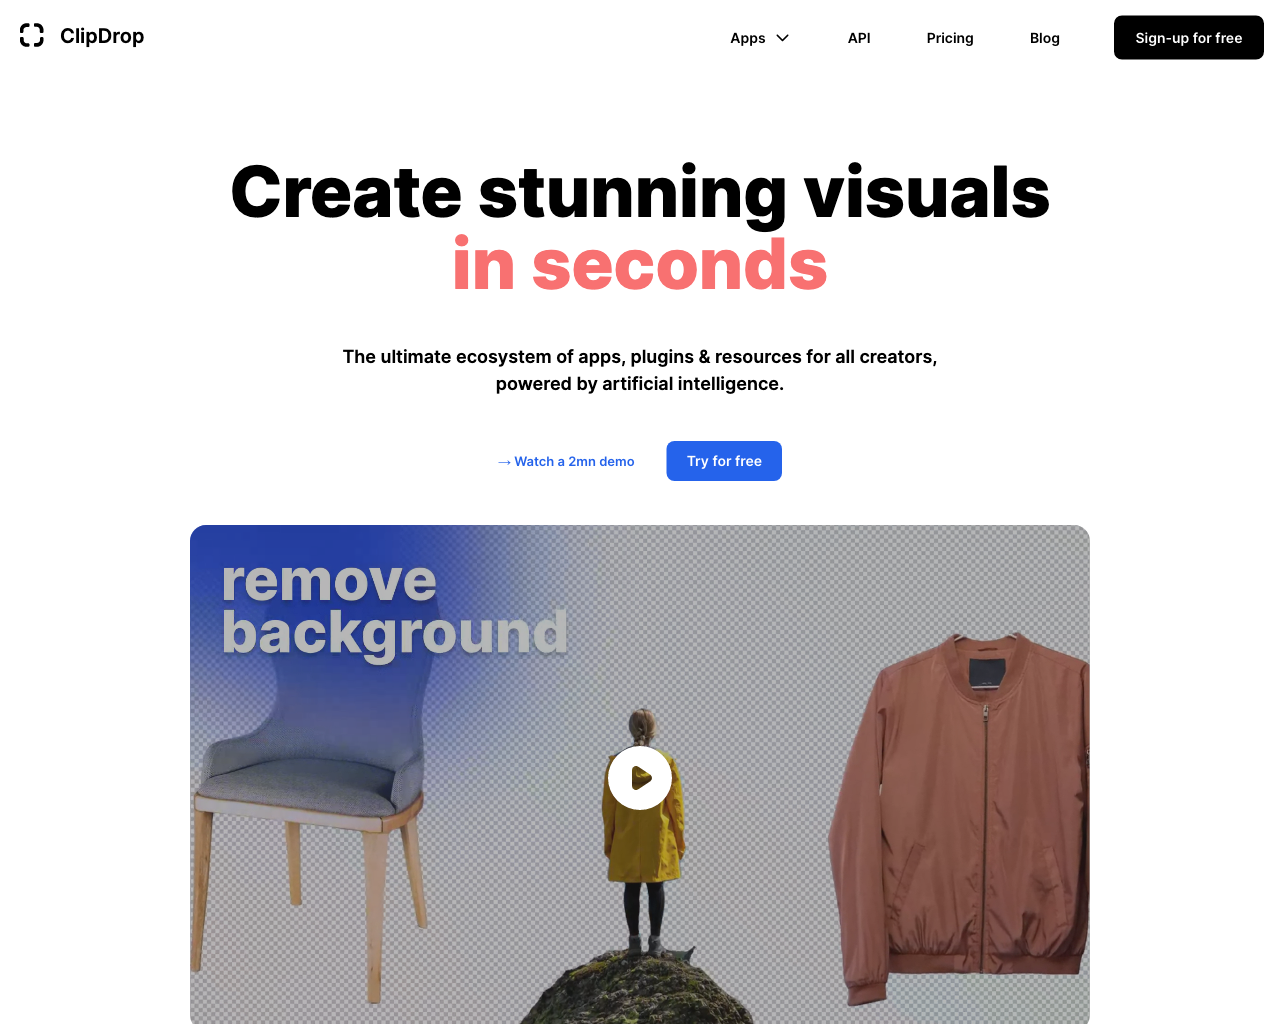 ClipDrop
Apps
API
Pricing
Blog
Sign-up for free
Create stunning visuals
in seconds
The ultimate ecosystem of apps, plugins & resources for all creators,
powered by artificial intelligence.
→ Watch a 2mn demo
Try for free
remove
background